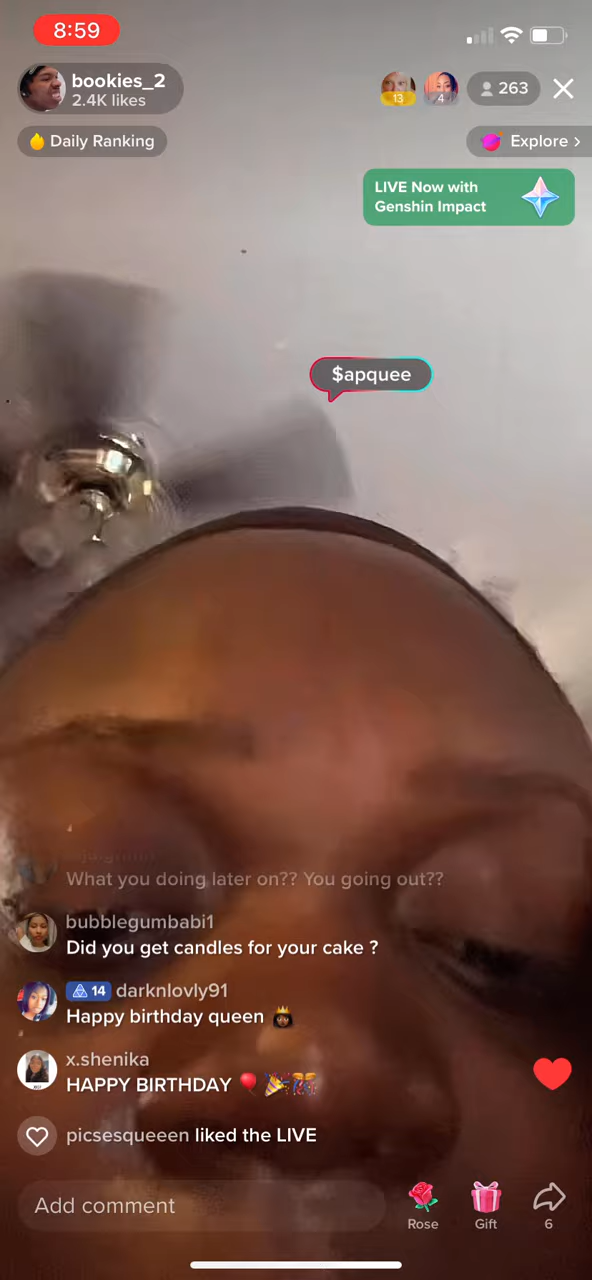 8:59
bookies_2
2.4K likes
13
4
263
Daily Ranking
Explore >
LIVE Now with
Genshin Impact
$apquee
What you doing later on?? You going out??
bubblegumbabi1
Did you get candles for your cake ?
14 darknlovly91
Happy birthday queen
x.shenika
HAPPY BIRTHDAY
picsesqueeen liked the LIVE
Add comment
Rose
Gift
6